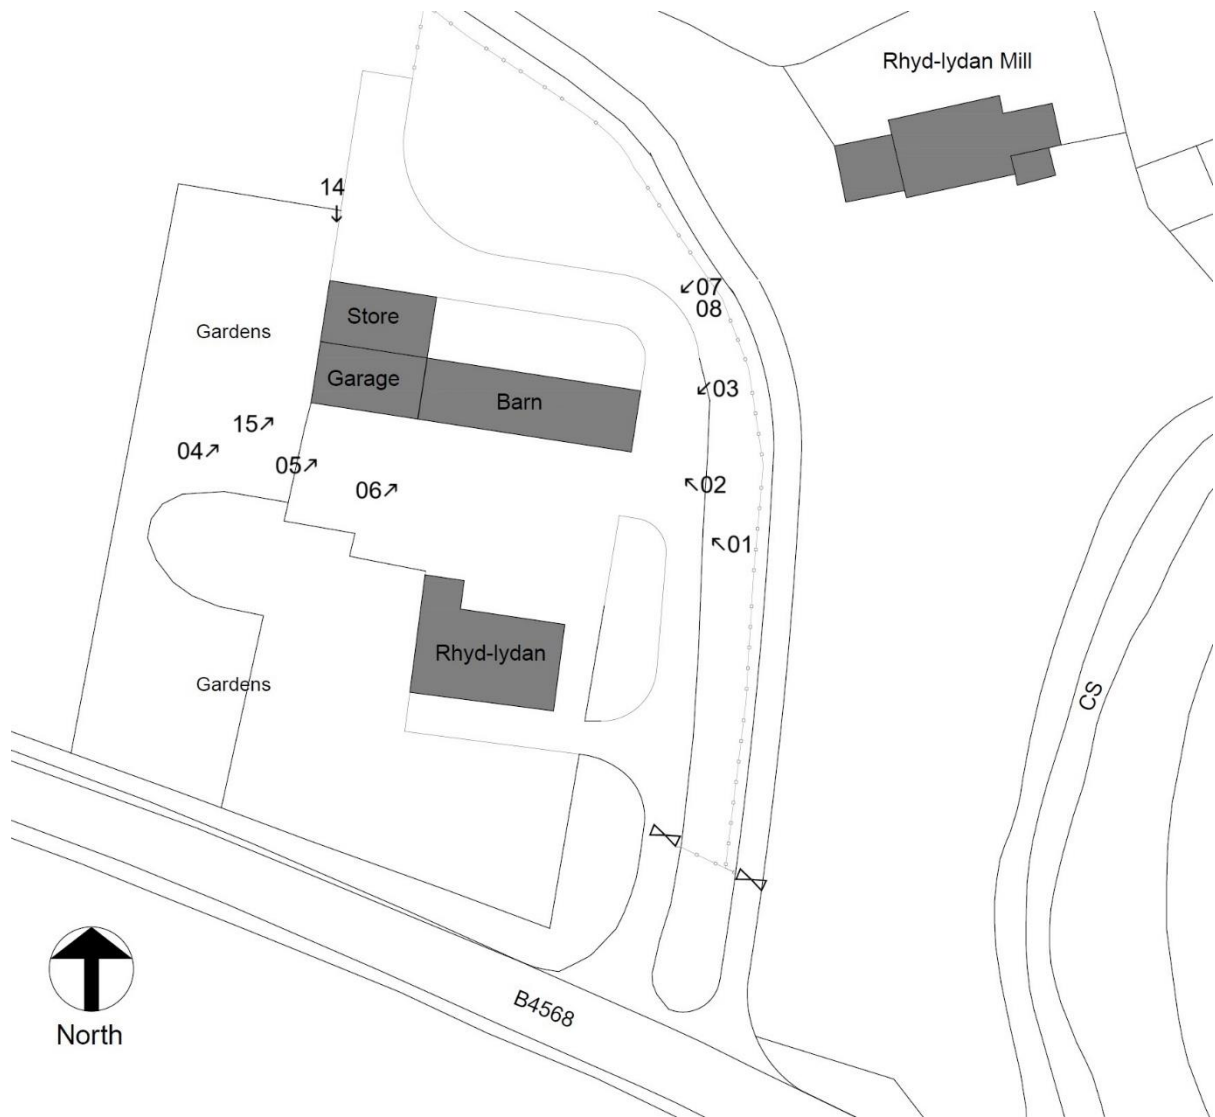 Rhyd-lydan Mill
14
↓
↙07
08
Store
Gardens
Garage
↙03
Barn
15↗
04↗
05↗
↖02
06↗
↖01
Rhyd-lydan
Gardens
CS
B4568
North